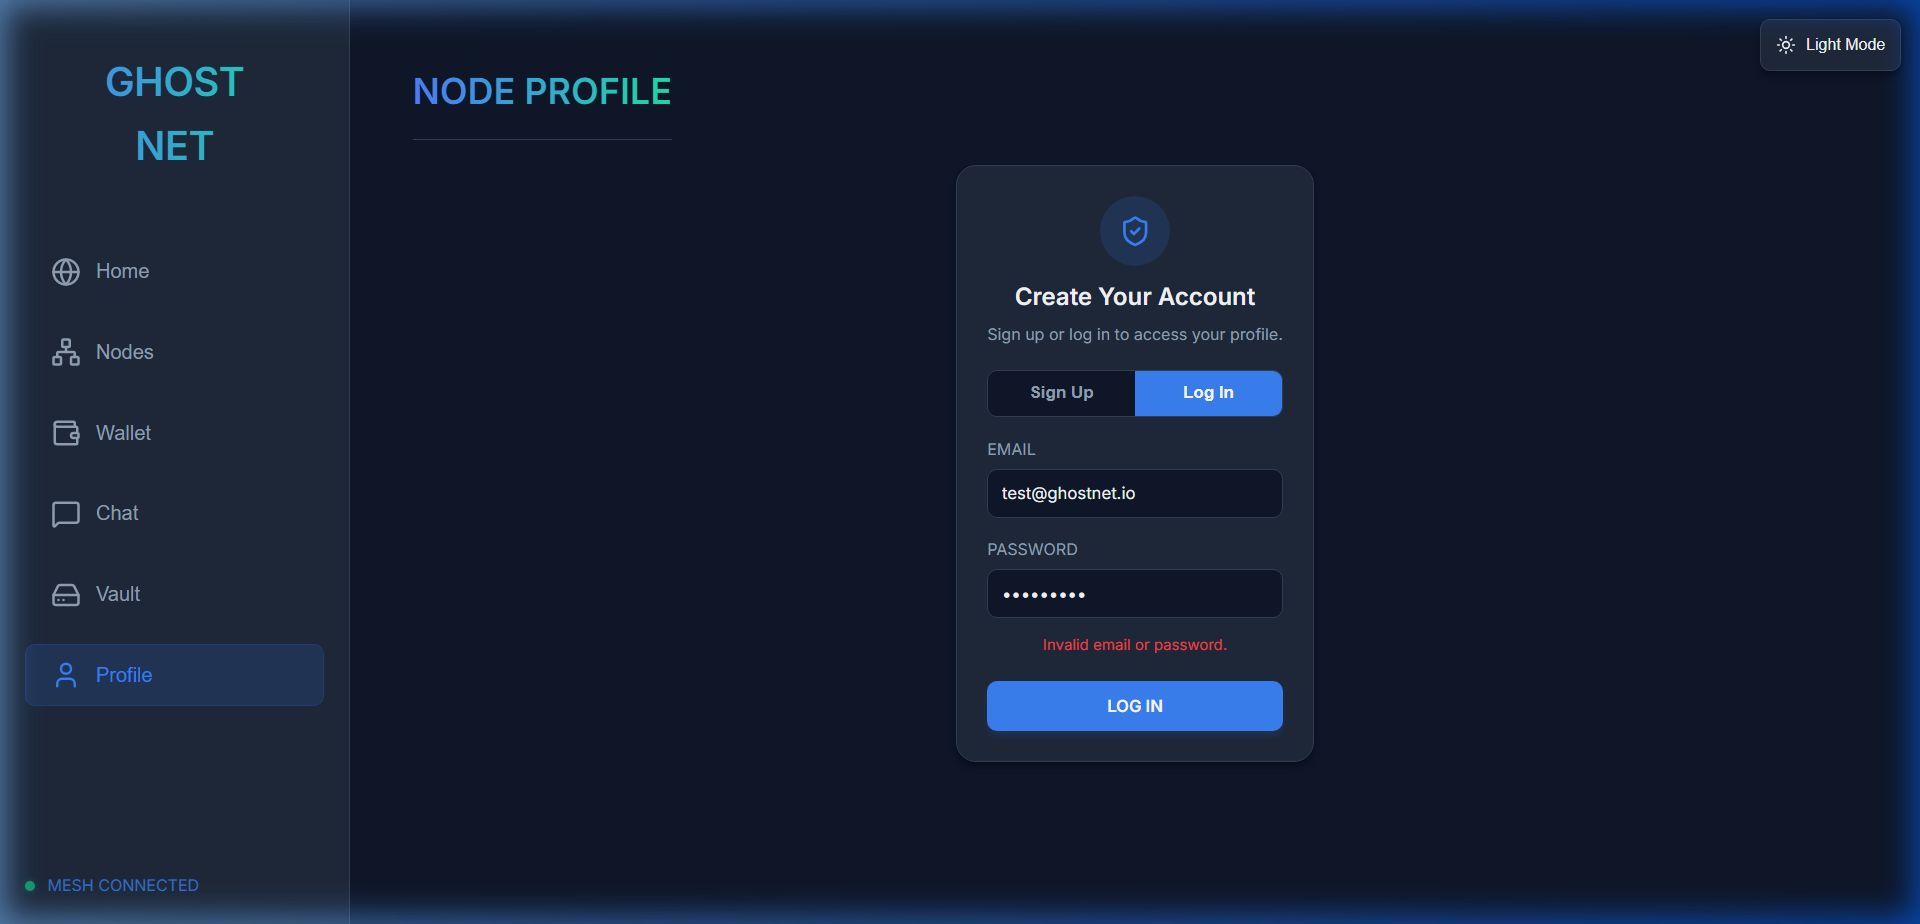 GHOST
NET
Home
Nodes
Wallet
Chat
Vault
Profile
MESH CONNECTED
Light Mode
NODE PROFILE
Create Your Account
Sign up or log in to access your profile.
Sign Up
Log In
EMAIL
test@ghostnet.io
PASSWORD
•••••••••
Invalid email or password.
LOG IN